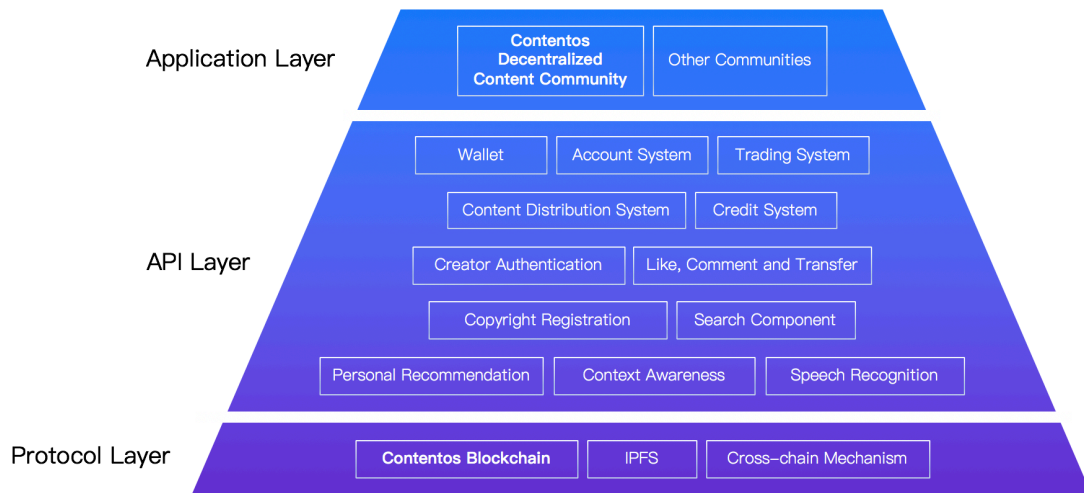 Application Layer
Contentos
Decentralized
Content Community
Other Communities
API Layer
Wallet
Account System
Trading System
Content Distribution System
Credit System
Creator Authentication
Like, Comment and Transfer
Copyright Registration
Search Component
Personal Recommendation
Context Awareness
Speech Recognition
Protocol Layer
Contentos Blockchain
IPFS
Cross-chain Mechanism